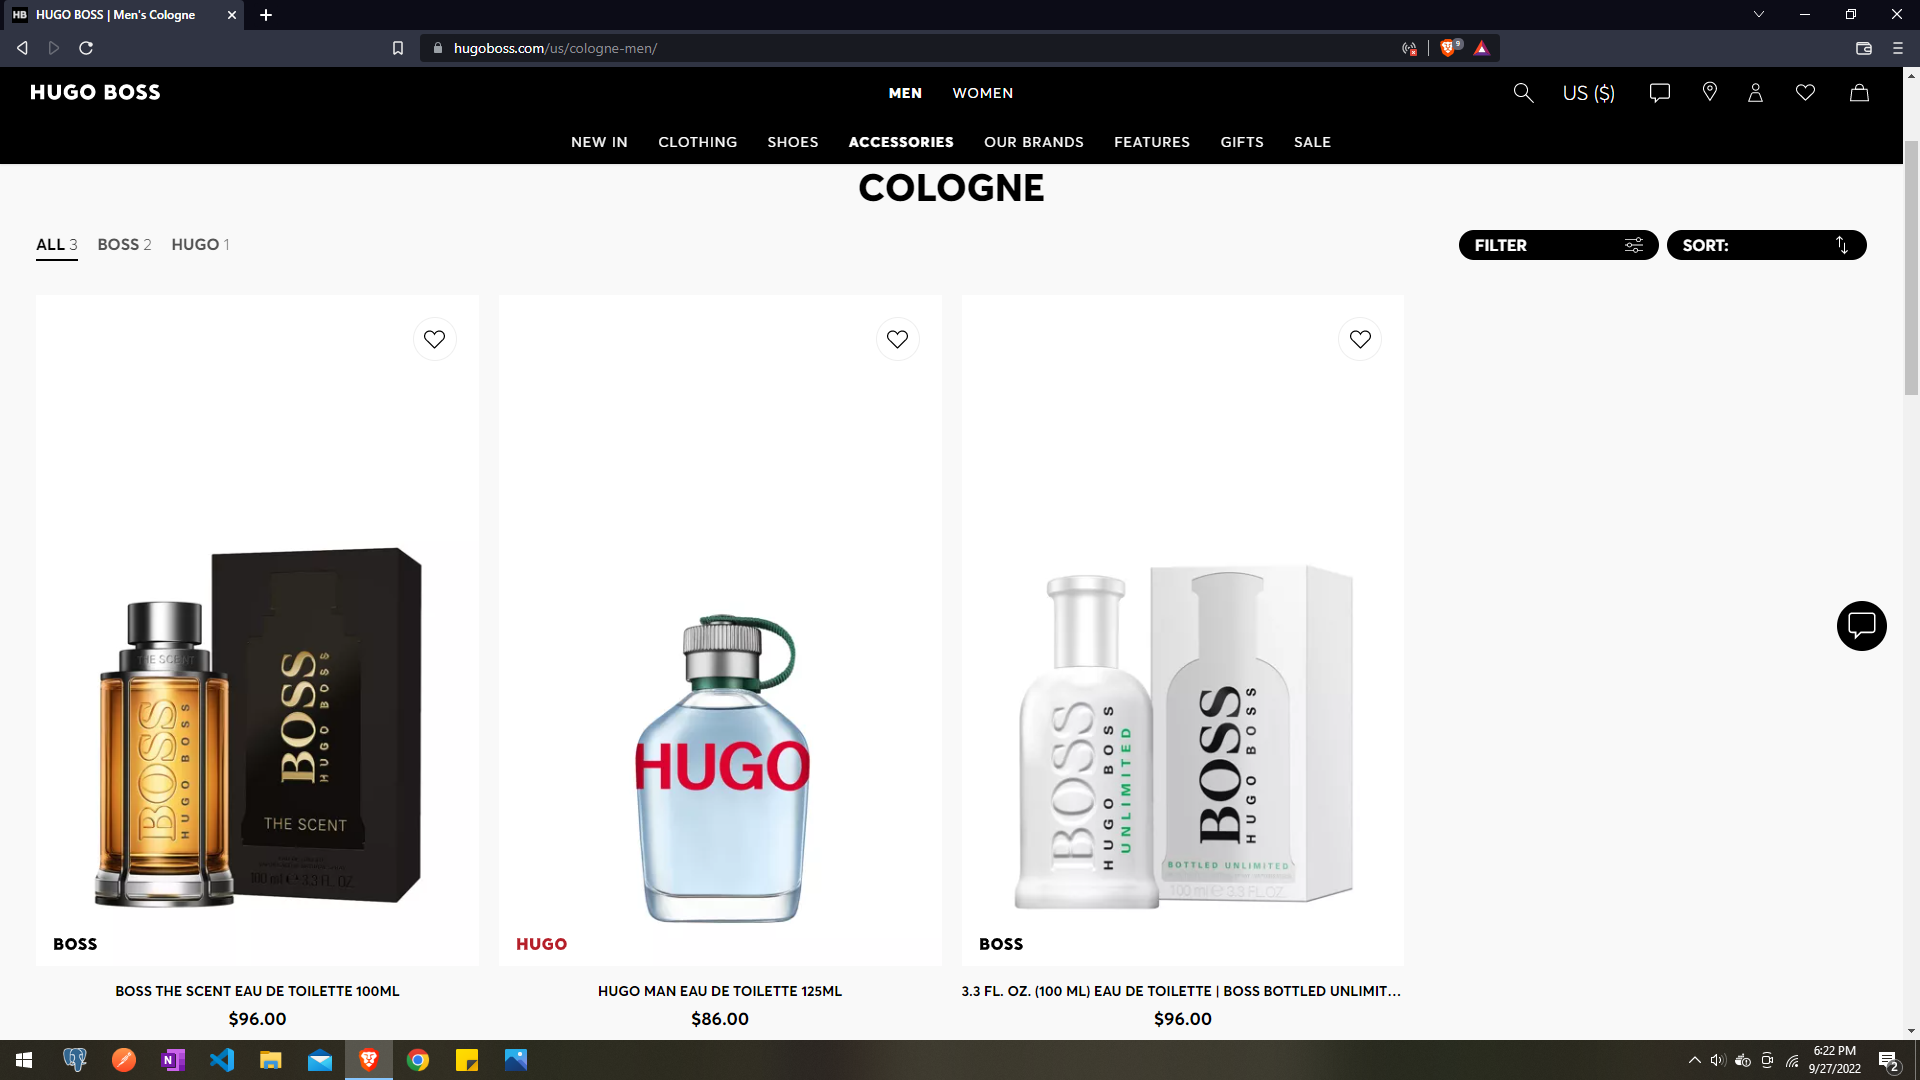 HB HUGO BOSS | Men's Cologne
hugoboss.com/us/cologne-men/
9
HUGO BOSS
MEN WOMEN
US ($)
NEW IN CLOTHING SHOES ACCESSORIES OUR BRANDS FEATURES GIFTS SALE
COLOGNE
ALL 3 BOSS 2 HUGO 1
FILTER
SORT:
THE SCENT
BOSS
HUGO BOSS
BOSS
HUGO BOSS
THE SCENT
100 ml e 3.3 FL. OZ.
BOSS
HUGO
HUGO
BOSS
HUGO BOSS
UNLIMITED
BOSS
HUGO BOSS
BOTTLED UNLIMITED
100 ml e 3.3 FL.OZ.
BOSS
BOSS THE SCENT EAU DE TOILETTE 100ML
$96.00
HUGO MAN EAU DE TOILETTE 125ML
$86.00
3.3 FL. OZ. (100 ML) EAU DE TOILETTE | BOSS BOTTLED UNLIMIT...
$96.00
N
6:22 PM
9/27/2022
2